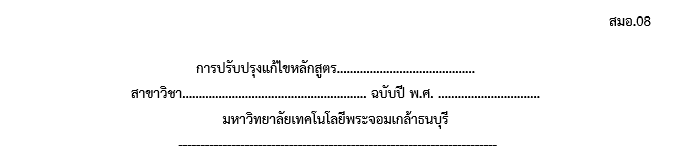 สมอ.08
การปรับปรุงแก้ไขหลักสูตร..........................................
สาขาวิชา........................................................ ฉบับปี พ.ศ. ...............................
มหาวิทยาลัยเทคโนโลยีพระจอมเกล้าธนบุรี
------------------------------------------------------------------------